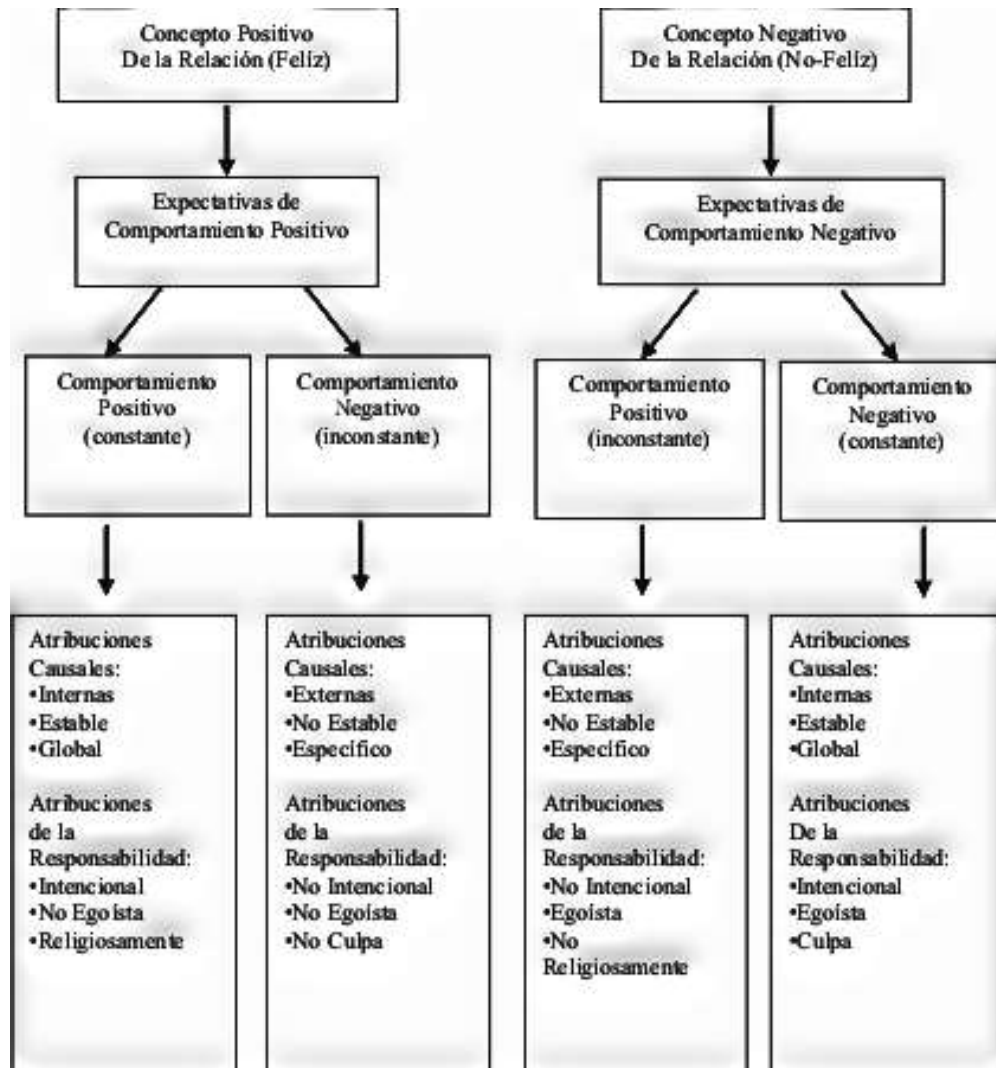 Concepto Positivo
De la Relación (Felíz)
Concepto Negativo
De la Relación (No-Felíz)
Expectativas de
Comportamiento Positivo
Expectativas de
Comportamiento Negativo
Comportamiento
Positivo
(constante)
Comportamiento
Negativo
(inconstante)
Comportamiento
Positivo
(inconstante)
Comportamiento
Negativo
(constante)
Atribuciones
Causales:
•Internas
•Estable
•Global
Atribuciones
de la
Responsabilidad:
•Intencional
•No Egoísta
•Religiosamente
Atribuciones
Causales:
•Externas
•No Estable
•Específico
Atribuciones
de la
Responsabilidad:
•No Intencional
•No Egoísta
•No Culpa
Atribuciones
Causales:
•Externas
•No Estable
•Específico
Atribuciones
de la
Responsabilidad:
•No Intencional
•Egoísta
•No
Religiosamente
Atribuciones
Causales:
•Internas
•Estable
•Global
Atribuciones
De la
Responsabilidad:
•Intencional
•Egoísta
•Culpa